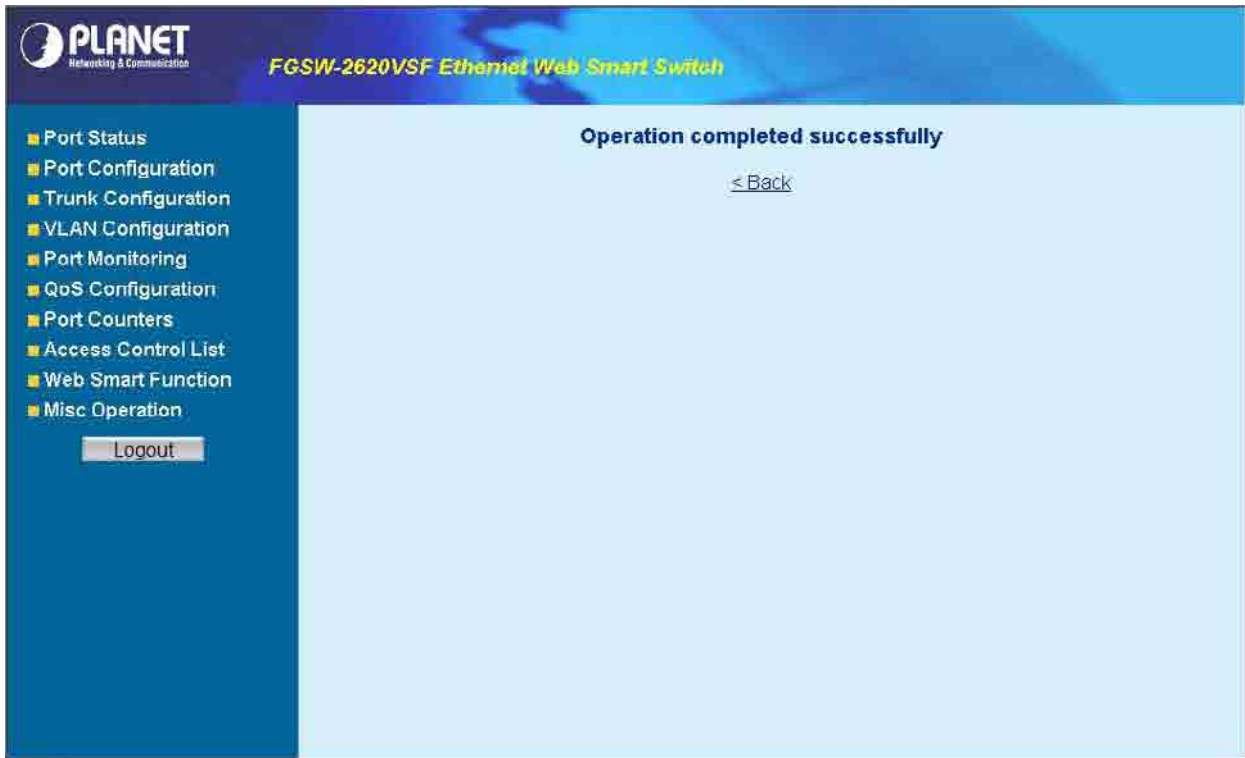 PLANET
Networking & Communication
FGSW-2620VSF Ethernet Web Smart Switch
Port Status
Port Configuration
Trunk Configuration
VLAN Configuration
Port Monitoring
QoS Configuration
Port Counters
Access Control List
Web Smart Function
Misc Operation
Logout
Operation completed successfully
< Back